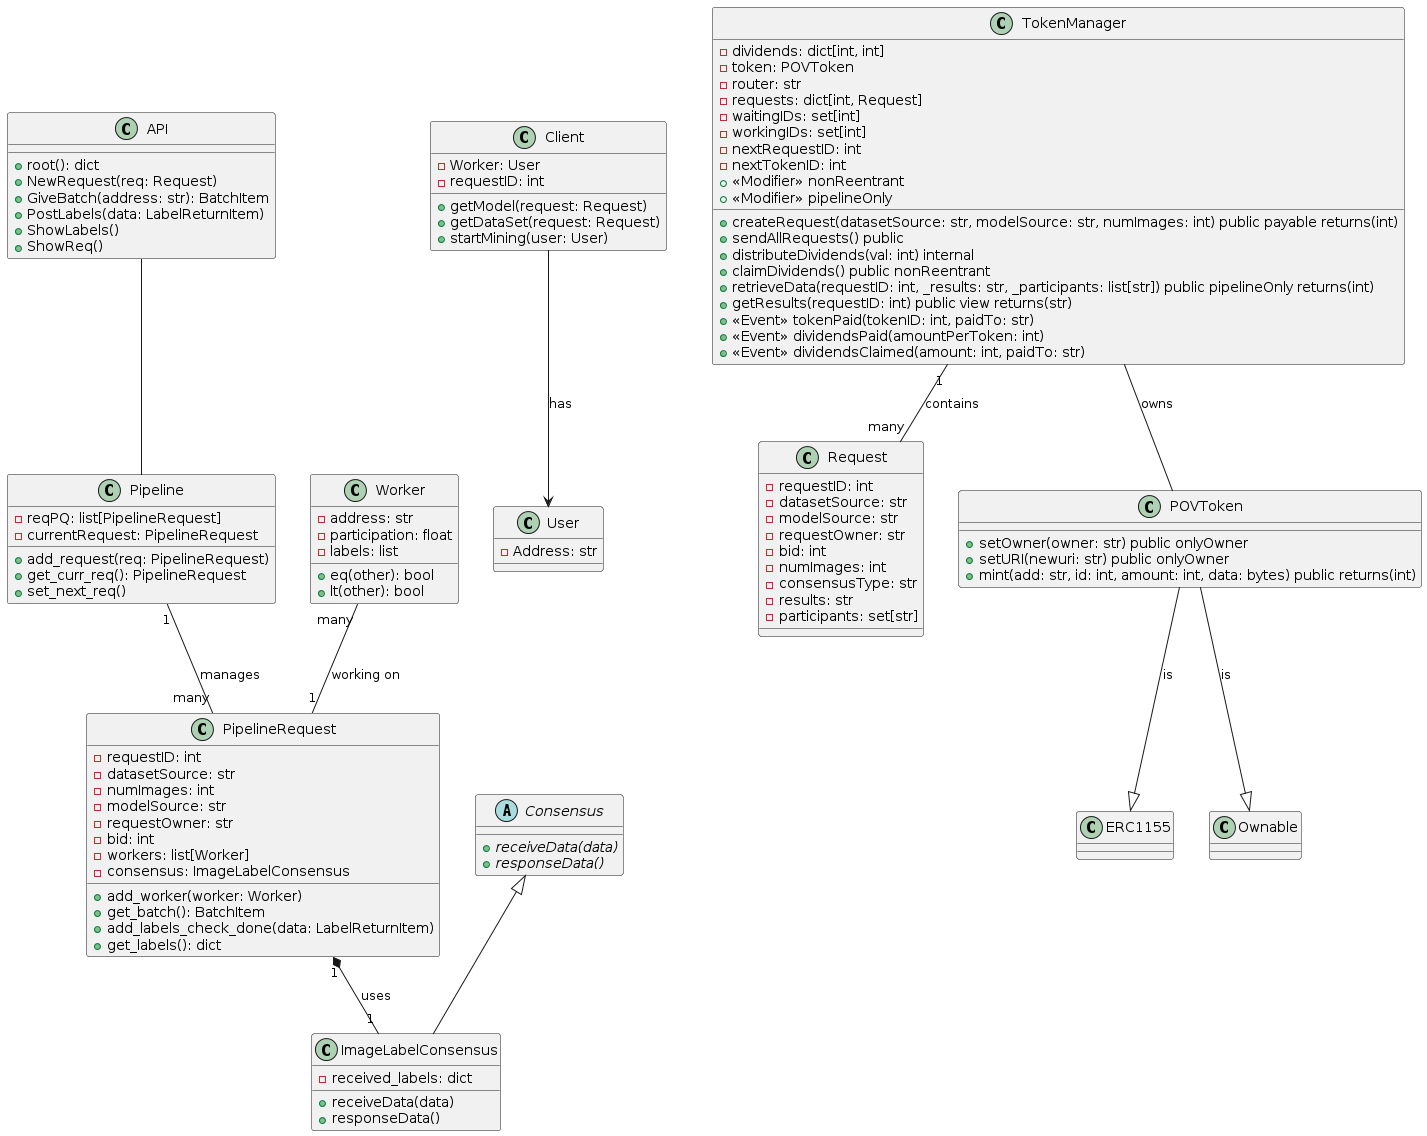 C API
root(): dict
NewRequest(req: Request)
GiveBatch(address: str): BatchItem
PostLabels(data: LabelReturnItem)
ShowLabels()
ShowReq()
C Client
Worker: User
requestID: int
getModel(request: Request)
getDataSet(request: Request)
startMining(user: User)
C TokenManager
dividends: dict[int, int]
token: POVToken
router: str
requests: dict[int, Request]
waitingIDs: set[int]
workingIDs: set[int]
nextRequestID: int
nextTokenID: int
«Modifier» nonReentrant
«Modifier» pipelineOnly
createRequest(datasetSource: str, modelSource: str, numImages: int) public payable returns(int)
sendAllRequests() public
distributeDividends(val: int) internal
claimDividends() public nonReentrant
retrieveData(requestID: int, _results: str, _participants: list[str]) public pipelineOnly returns(int)
getResults(requestID: int) public view returns(str)
«Event» tokenPaid(tokenID: int, paidTo: str)
«Event» dividendsPaid(amountPerToken: int)
«Event» dividendsClaimed(amount: int, paidTo: str)
has
1
contains
many
owns
C Pipeline
reqPQ: list[PipelineRequest]
currentRequest: PipelineRequest
add_request(req: PipelineRequest)
get_curr_req(): PipelineRequest
set_next_req()
C Worker
address: str
participation: float
labels: list
eq(other): bool
lt(other): bool
C User
Address: str
C Request
requestID: int
datasetSource: str
modelSource: str
requestOwner: str
bid: int
numImages: int
consensusType: str
results: str
participants: set[str]
C POVToken
setOwner(owner: str) public onlyOwner
setURI(newuri: str) public onlyOwner
mint(add: str, id: int, amount: int, data: bytes) public returns(int)
1
manages
many
many
working on
1
is
is
C PipelineRequest
requestID: int
datasetSource: str
numImages: int
modelSource: str
requestOwner: str
bid: int
workers: list[Worker]
consensus: ImageLabelConsensus
add_worker(worker: Worker)
get_batch(): BatchItem
add_labels_check_done(data: LabelReturnItem)
get_labels(): dict
A Consensus
receiveData(data)
responseData()
C ERC1155
C Ownable
1
uses
1
C ImageLabelConsensus
received_labels: dict
receiveData(data)
responseData()